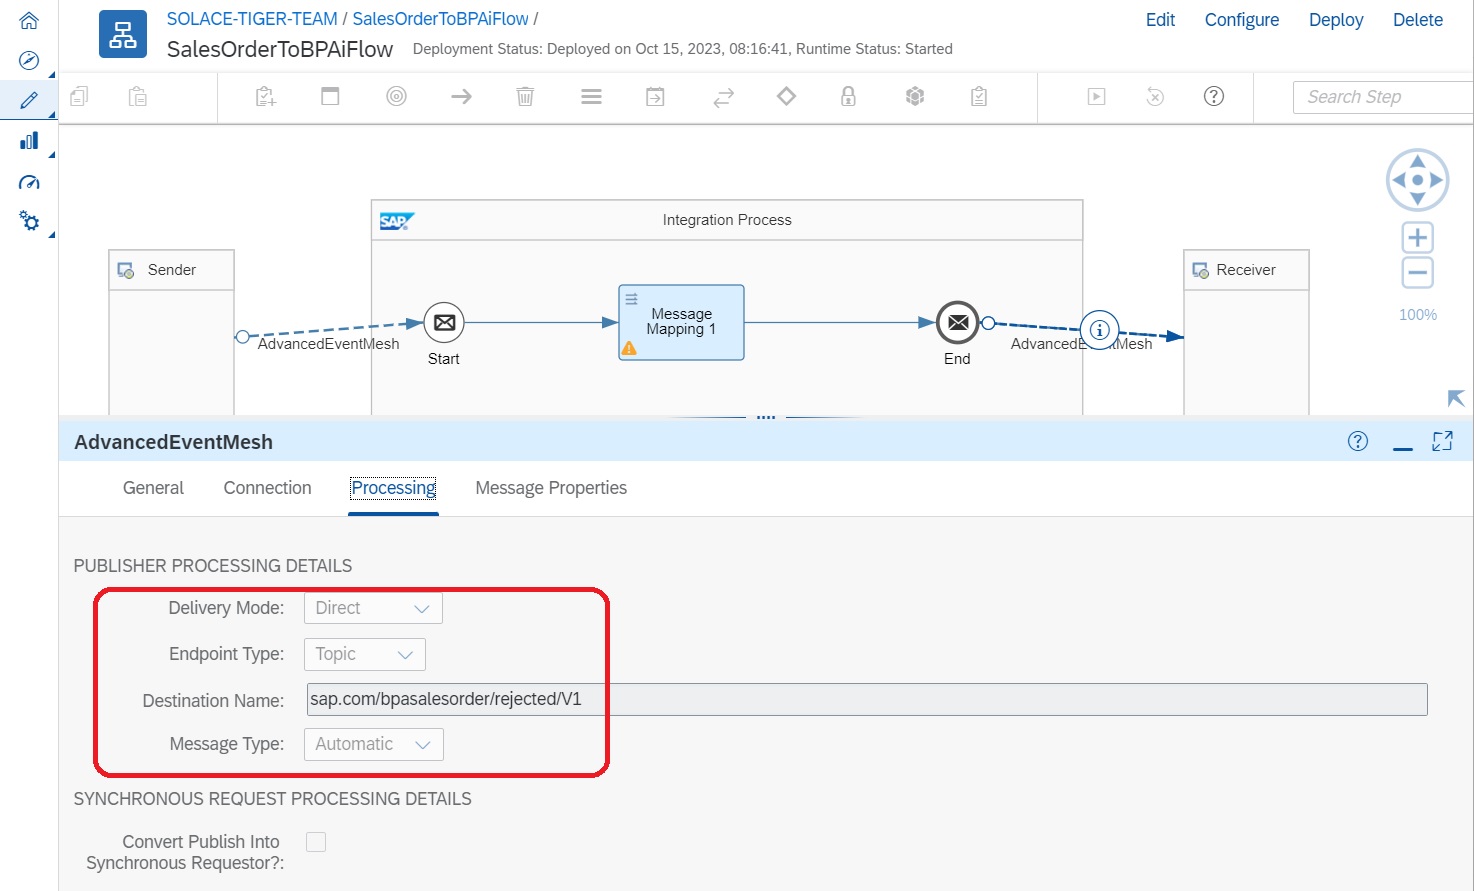 SOLACE-TIGER-TEAM / SalesOrderToBPAiFlow /
Edit Configure Deploy Delete
SalesOrderToBPAiFlow Deployment Status: Deployed on Oct 15, 2023, 08:16:41, Runtime Status: Started
Search Step
SAP Integration Process
Sender
Receiver
Message
Mapping 1
AdvancedEventMesh
AdvancedE Mesh
Start
End
100%
AdvancedEventMesh
General Connection Processing Message Properties
PUBLISHER PROCESSING DETAILS
Delivery Mode: Direct
Endpoint Type: Topic
Destination Name: sap.com/bpasalesorder/rejected/V1
Message Type: Automatic
SYNCHRONOUS REQUEST PROCESSING DETAILS
Convert Publish Into
Synchronous Requestor?: